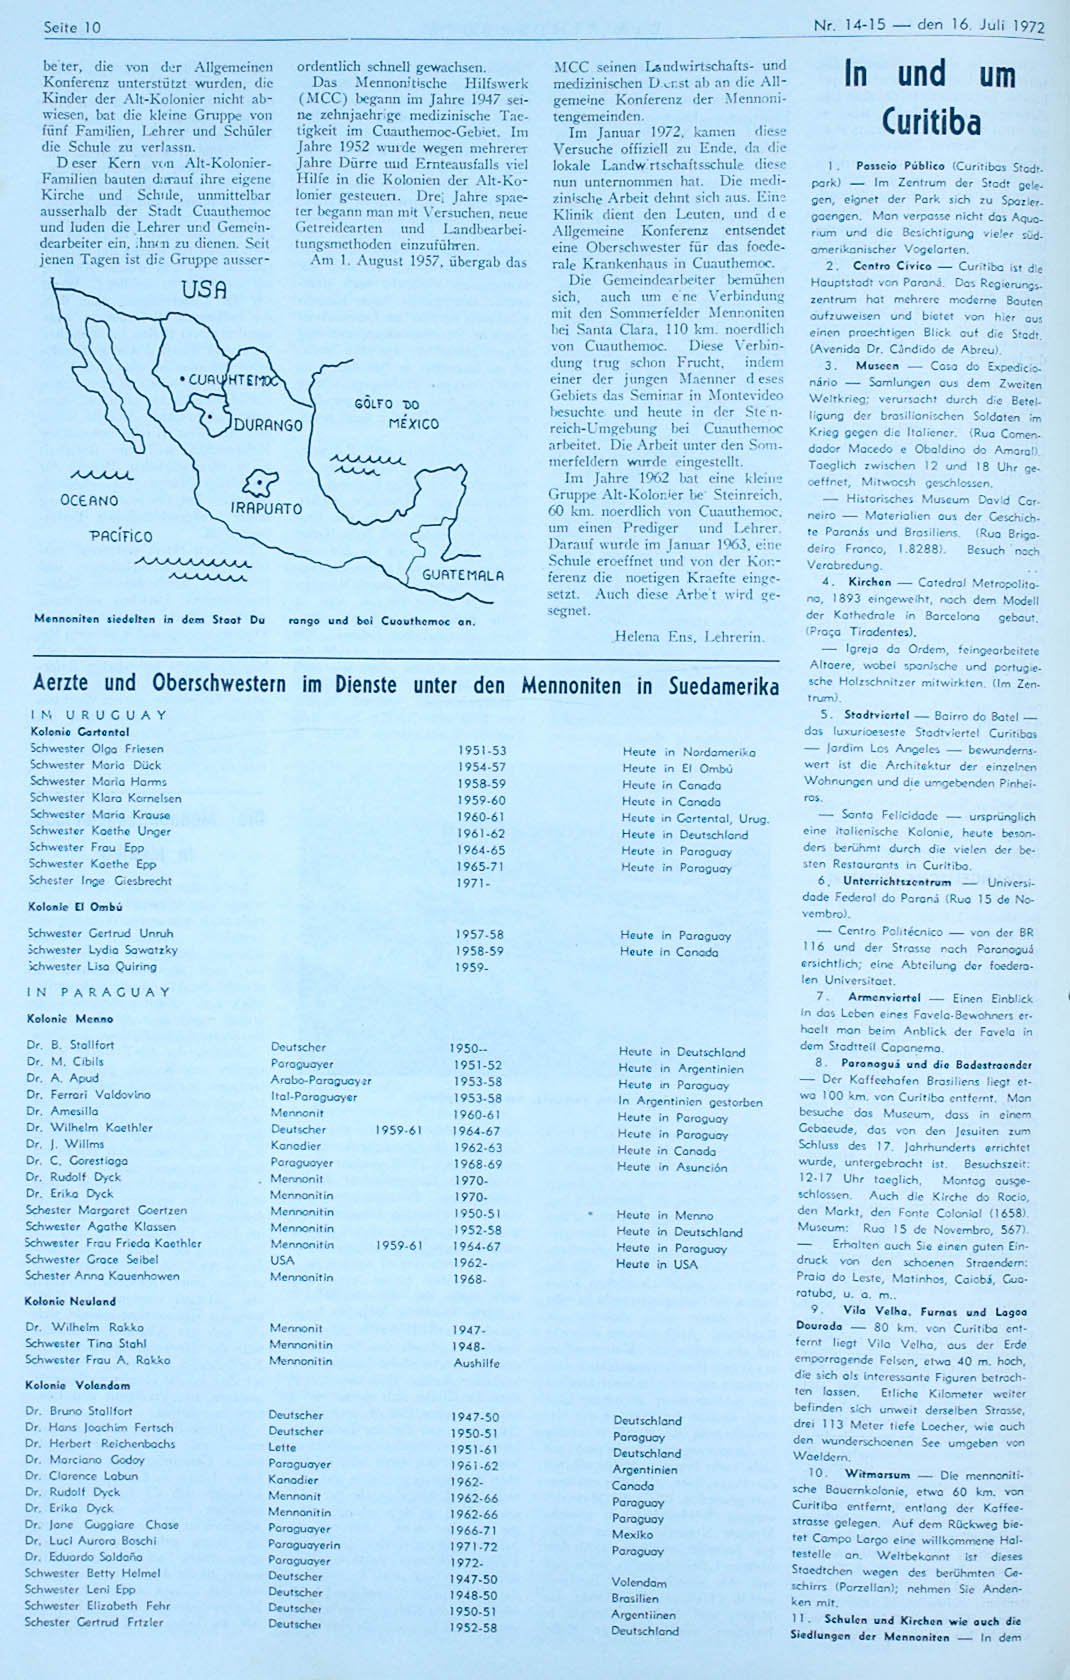 Seite 10
Nr. 14-15 — den 16. Juli 1972
beiter, die von der Allgemeinen
Konferenz unterstützt wurden, die
Kinder der Alt-Kolonier nicht ab-
wiesen, bat die kleine Gruppe von
fünf Familien, Lehrer und Schüler
die Schule zu verlassn.
Dieser Kern von Alt-Kolonier-
Familien bauten darauf ihre eigene
Kirche und Schule, unmittelbar
ausserhalb der Stadt Cuauthemoc
und luden die Lehrer und Gemein-
dearbeiter ein, ihnen zu dienen. Seit
jenen Tagen ist die Gruppe ausser-
ordentlich schnell gewachsen.
Das Mennonitische Hilfswerk
(MCC) begann im Jahre 1947 sei-
ne zehnjaehrige medizinische Tae-
tigkeit im Cuauthemoc-Gebiet. Im
Jahre 1952 wurde wegen mehrerer
Jahre Dürre und Ernteausfalls viel
Hilfe in die Kolonien der Alt-Ko-
lonier gesteuert. Drei Jahre spae-
ter begann man mit Versuchen, neue
Getreidearten und Landbearbei-
tungsmethoden einzuführen.
Am 1. August 1957, übergab das
MCC seinen Landwirtschafts- und
medizinischen Dienst ab an die All-
gemeine Konferenz der Mennoni-
tengemeinden.
Im Januar 1972, kamen diese
Versuche offiziell zu Ende, da die
lokale Landwirtschaftsschule diese
nun unternommen hat. Die medi-
zinische Arbeit dehnt sich aus. Eine
Klinik dient den Leuten, und die
Allgemeine Konferenz entsendet
eine Oberschwester für das foede-
rale Krankenhaus in Cuauthemoc.
Die Gemeindearbeiter bemühen
sich, auch um eine Verbindung
mit den Sommerfelder Mennoniten
bei Santa Clara, 110 km. noerdlich
von Cuauthemoc. Diese Verbin-
dung trug schon Frucht, indem
einer der jungen Maenner dieses
Gebiets das Seminar in Montevideo
besuchte und heute in der Stein-
reich-Umgebung bei Cuauthemoc
arbeitet. Die Arbeit unter den Som-
merfeldern wurde eingestellt.
Im Jahre 1962 bat eine kleine
Gruppe Alt-Kolonier bei Steinreich,
60 km. noerdlich von Cuauthemoc,
um einen Prediger und Lehrer.
Darauf wurde im Januar 1963, eine
Schule eroeffnet und von der Kon-
ferenz die noetigen Kraefte einge-
setzt. Auch diese Arbeit wird ge-
segnet.
Helena Ens, Lehrerin.
USA
CUAUHTEMOC
DURANGO
GÔLFO DO
MÉXICO
IRAPUATO
OCEANO
PACÍFICO
GUATEMALA
Mennoniten siedelten in dem Staat Du rango und bei Cuouthemoc an.
Aerzte und Oberschwestern im Dienste unter den Mennoniten in Suedamerika
IN URUGUAY
Kolonie Gartental
Schwester Olga Friesen 1951-53 Heute in Nordamerika
Schwester Maria Dück 1954-57 Heute in El Ombú
Schwester Maria Harms 1958-59 Heute in Canada
Schwester Klara Kornelsen 1959-60 Heute in Canada
Schwester Maria Krause 1960-61 Heute in Gartental, Urug.
Schwester Kaethe Unger 1961-62 Heute in Deutschland
Schwester Frau Epp 1964-65 Heute in Paraguay
Schwester Kaethe Epp 1965-71 Heute in Paraguay
Schester Inge Giesbrecht 1971-
Kolonie El Ombú
Schwester Gertrud Unruh 1957-58 Heute in Paraguay
Schwester Lydia Sawatzky 1958-59 Heute in Canada
Schwester Lisa Quiring 1959-
IN PARAGUAY
Kolonie Menno
Dr. B. Stallfort Deutscher 1950-- Heute in Deutschland
Dr. M. Cibils Paraguayer 1951-52 Heute in Argentinien
Dr. A. Apud Arabo-Paraguayer 1953-58 Heute in Paraguay
Dr. Ferrari Valdovino Ital-Paraguayer 1953-58 In Argentinien gestorben
Dr. Amesilla Mennonit 1960-61 Heute in Paraguay
Dr. Wilhelm Kaethler Deutscher 1959-61 1964-67 Heute in Paraguay
Dr. J. Willms Kanadier 1962-63 Heute in Canada
Dr. C. Gorestiaga Paraguayer 1968-69 Heute in Asunción
Dr. Rudolf Dyck Mennonit 1970-
Dr. Erika Dyck Mennonitin 1970-
Schester Margaret Goertzen Mennonitin 1950-51 Heute in Menno
Schwester Agathe Klassen Mennonitin 1952-58 Heute in Deutschland
Schwester Frau Frieda Kaethler Mennonitin 1959-61 1964-67 Heute in Paraguay
Schwester Grace Seibel USA 1962- Heute in USA
Schester Anna Kauenhowen Mennonitin 1968-
Kolonie Neuland
Dr. Wilhelm Rakko Mennonit 1947-
Schwester Tina Stahl Mennonitin 1948-
Schwester Frau A. Rakko Mennonitin Aushilfe
Kolonie Volendam
Dr. Bruno Stallfort Deutscher 1947-50 Deutschland
Dr. Hans Joachim Fertsch Deutscher 1950-51 Paraguay
Dr. Herbert Reichenbachs Lette 1951-61 Deutschland
Dr. Marciano Godoy Paraguayer 1961-62 Argentinien
Dr. Clarence Labun Kanadier 1962- Canada
Dr. Rudolf Dyck Mennonit 1962-66 Paraguay
Dr. Erika Dyck Mennonitin 1962-66 Paraguay
Dr. Jane Guggiare Chase Paraguayer 1966-71 Mexiko
Dr. Luci Aurora Boschi Paraguayerin 1971-72 Paraguay
Dr. Eduardo Saldaña Paraguayer 1972-
Schwester Betty Helmel Deutscher 1947-50 Volendam
Schwester Leni Epp Deutscher 1948-50 Brasilien
Schwester Elizabeth Fehr Deutscher 1950-51 Argentiinen
Schester Gertrud Frtzler Deutscher 1952-58 Deutschland
In und um
Curitiba
1. Passeio Público (Curitibas Stadt-
park) — Im Zentrum der Stadt gele-
gen, eignet der Park sich zu Spazier-
gaengen. Man verpasse nicht das Aqua-
rium und die Besichtigung vieler süd-
amerikanischer Vogelarten.
2. Centro Civico — Curitiba ist die
Hauptstadt von Paraná. Das Regierungs-
zentrum hat mehrere moderne Bauten
aufzuweisen und bietet von hier aus
einen praechtigen Blick auf die Stadt.
(Avenida Dr. Cândido de Abreu).
3. Museen — Casa do Expedicio-
nário — Samlungen aus dem Zweiten
Weltkrieg; verursacht durch die Betei-
ligung der brasilianischen Soldaten im
Krieg gegen die Italiener. (Rua Comen-
dador Macedo e Obaldino do Amaral).
Taeglich zwischen 12 und 18 Uhr ge-
oeffnet, Mitwocsh geschlossen.
— Historisches Museum David Car-
neiro — Materialien aus der Geschich-
te Paranás und Brasiliens. (Rua Briga-
deiro Franco, 1.8288). Besuch nach
Verabredung.
4. Kirchen — Catedral Metropolita-
na, 1893 eingeweiht, nach dem Modell
der Kathedrale in Barcelona gebaut.
(Praça Tiradentes).
— Igreja da Ordem, feingearbeitete
Altaere, wobei spanische und portugie-
sche Holzschnitzer mitwirkten. (Im Zen-
trum).
5. Stadtviertel — Bairro do Batel —
das luxurioeseste Stadtviertel Curitibas
— Jardim Los Angeles — bewunderns-
wert ist die Architektur der einzelnen
Wohnungen und die umgebenden Pinhei-
ros.
— Santa Felicidade — ursprünglich
eine italienische Kolonie, heute beson-
ders berühmt durch die vielen der be-
sten Restaurants in Curitiba.
6. Unterrichtszentrum — Universi-
dade Federal do Paraná (Rua 15 de No-
vembro).
— Centro Politécnico — von der BR
116 und der Strasse nach Paranaguá
ersichtlich; eine Abteilung der foedera-
len Universitaet.
7. Armenviertel — Einen Einblick
in das Leben eines Favela-Bewohners er-
haelt man beim Anblick der Favela in
dem Stadtteil Capanema.
8. Paranaguá und die Badestraender
— Der Kaffeehafen Brasiliens liegt et-
wa 100 km. von Curitiba entfernt. Man
besuche das Museum, dass in einem
Gebaeude, das von den Jesuiten zum
Schluss des 17. Jahrhunderts errichtet
wurde, untergebracht ist. Besuchszeit:
12-17 Uhr taeglich, Montag ausge-
schlossen. Auch die Kirche do Rocio,
den Markt, den Fonte Colonial (1658).
Museum: Rua 15 de Novembro, 567).
— Erhalten auch Sie einen guten Ein-
druck von den schoenen Straendern:
Praia do Leste, Matinhos, Caiobá, Gua-
ratuba, u. a. m..
9. Vila Velha, Furnas und Lagoa
Dourada — 80 km. von Curitiba ent-
fernt liegt Vila Velha, aus der Erde
emporragende Felsen, etwa 40 m. hoch,
die sich als interessante Figuren betrach-
ten lassen. Etliche Kilometer weiter
befinden sich unweit derselben Strasse,
drei 113 Meter tiefe Loecher, wie auch
den wunderschoenen See umgeben von
Waeldern.
10. Witmarsum — Die mennoniti-
sche Bauernkolonie, etwa 60 km. von
Curitiba entfernt, entlang der Kaffee-
strasse gelegen. Auf dem Rückweg bie-
tet Campo Largo eine willkommene Hal-
testelle an. Weltbekannt ist dieses
Staedtchen wegen des berühmten Ge-
schirrs (Porzellan); nehmen Sie Anden-
ken mit.
11. Schulen und Kirchen wie auch die
Siedlungen der Mennoniten — In dem